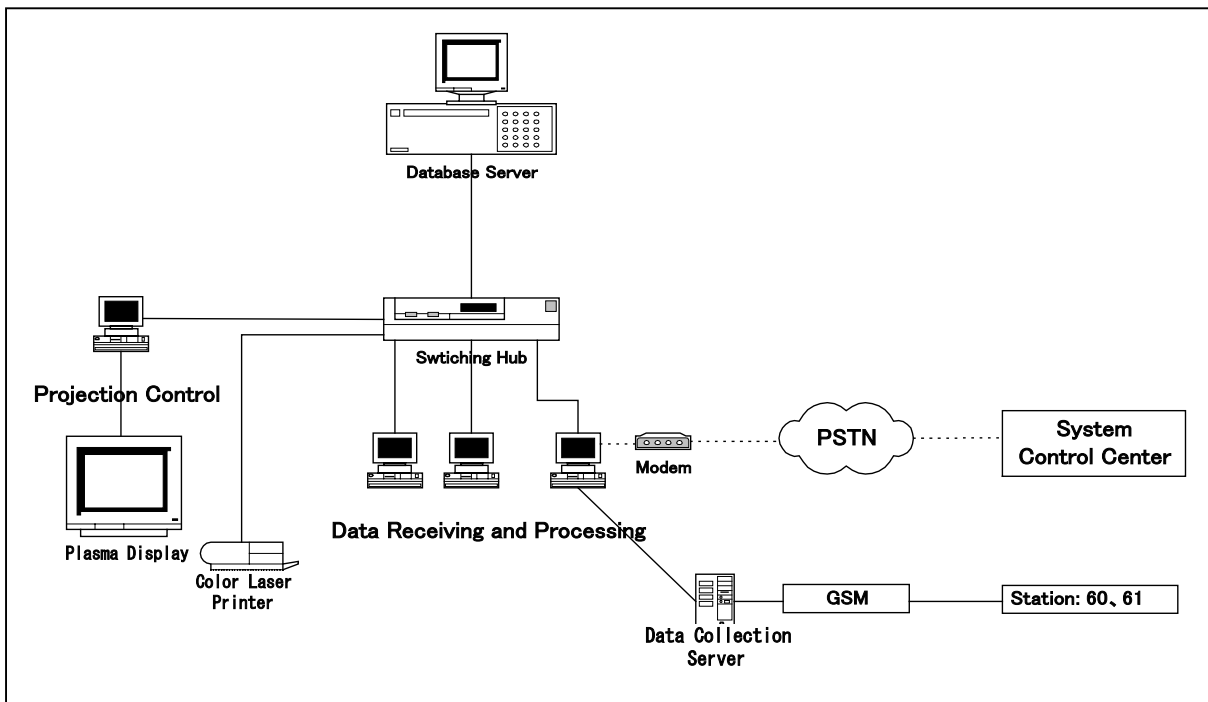 Database Server
Swtiching Hub
Projection Control
PSTN
System
Control Center
Modem
Data Receiving and Processing
Plasma Display
Color Laser
Printer
GSM
Station: 60、61
Data Collection
Server